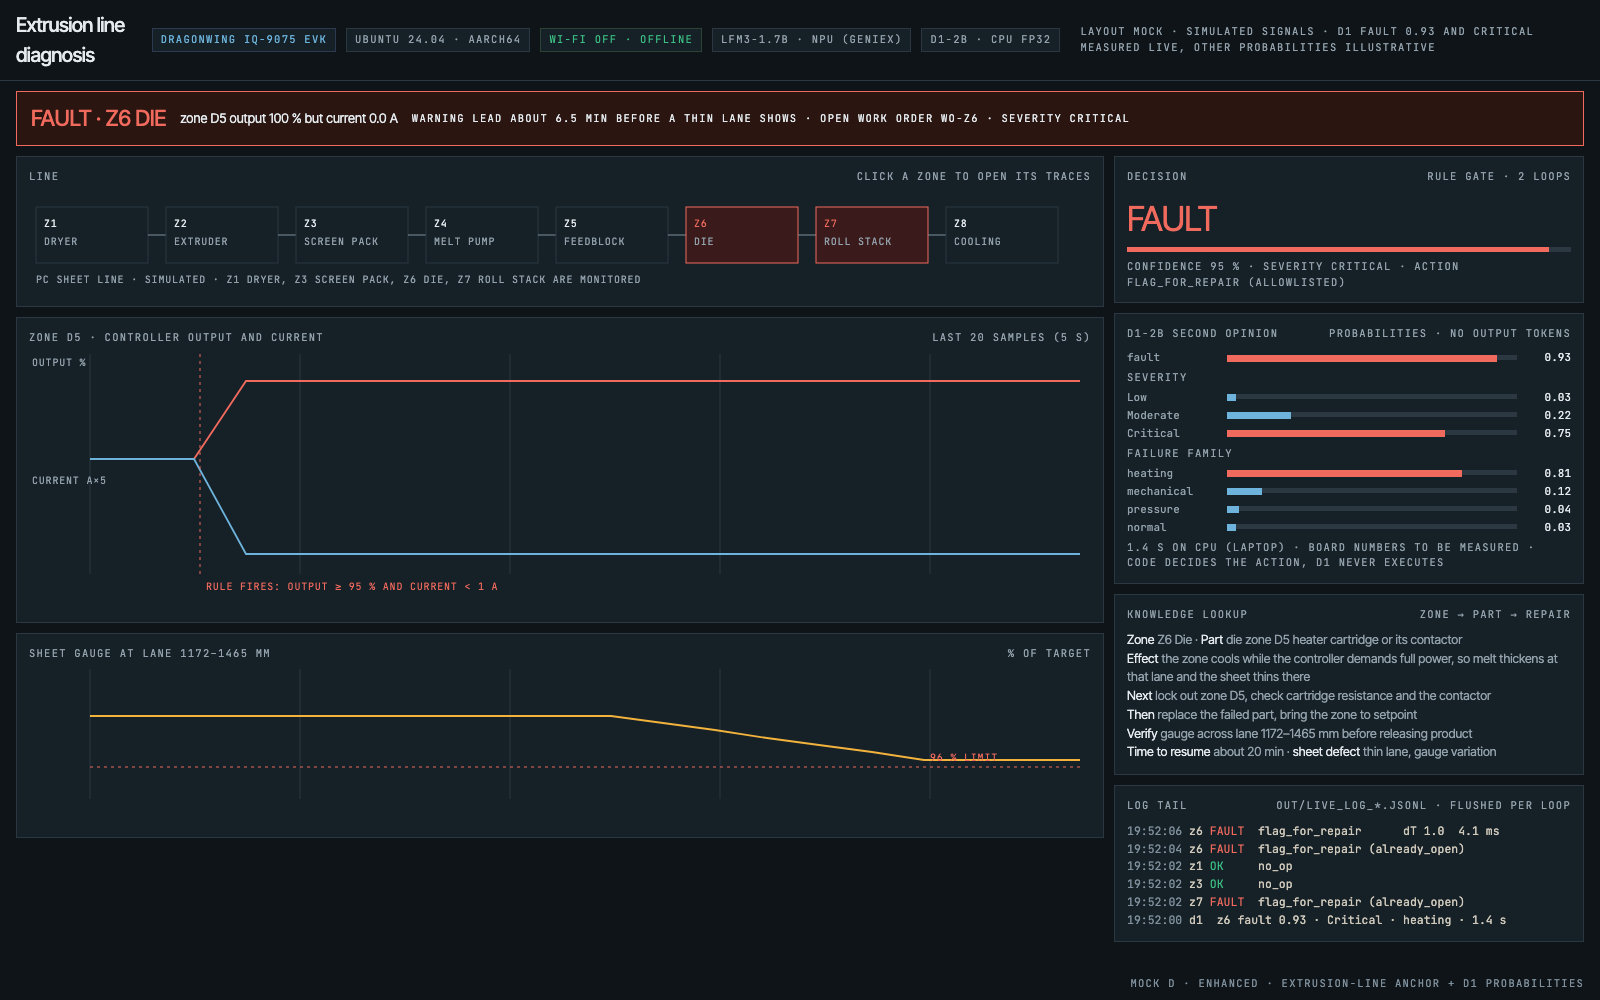 Extrusion line
diagnosis
DRAGONWING IQ-9075 EVK
UBUNTU 24.04 · AARCH64
WI-FI OFF · OFFLINE
LFM3-1.7B · NPU (GENIEX)
D1-2B · CPU FP32
LAYOUT MOCK · SIMULATED SIGNALS · D1 FAULT 0.93 AND CRITICAL
MEASURED LIVE, OTHER PROBABILITIES ILLUSTRATIVE
FAULT · Z6 DIE zone D5 output 100 % but current 0.0 A WARNING LEAD ABOUT 6.5 MIN BEFORE A THIN LANE SHOWS · OPEN WORK ORDER WO-Z6 · SEVERITY CRITICAL
LINE CLICK A ZONE TO OPEN ITS TRACES
Z1 Z2 Z3 Z4 Z5 Z6 Z7 Z8
DRYER EXTRUDER SCREEN PACK MELT PUMP FEEDBLOCK DIE ROLL STACK COOLING
PC SHEET LINE · SIMULATED · Z1 DRYER, Z3 SCREEN PACK, Z6 DIE, Z7 ROLL STACK ARE MONITORED
ZONE D5 · CONTROLLER OUTPUT AND CURRENT LAST 20 SAMPLES (5 S)
OUTPUT %
CURRENT A×5
RULE FIRES: OUTPUT ≥ 95 % AND CURRENT < 1 A
SHEET GAUGE AT LANE 1172–1465 MM % OF TARGET
96 % LIMIT
DECISION RULE GATE · 2 LOOPS
FAULT
CONFIDENCE 95 % · SEVERITY CRITICAL · ACTION
FLAG_FOR_REPAIR (ALLOWLISTED)
D1-2B SECOND OPINION PROBABILITIES · NO OUTPUT TOKENS
fault 0.93
SEVERITY
Low 0.03
Moderate 0.22
Critical 0.75
FAILURE FAMILY
heating 0.81
mechanical 0.12
pressure 0.04
normal 0.03
1.4 S ON CPU (LAPTOP) · BOARD NUMBERS TO BE MEASURED ·
CODE DECIDES THE ACTION, D1 NEVER EXECUTES
KNOWLEDGE LOOKUP ZONE → PART → REPAIR
Zone Z6 Die · Part die zone D5 heater cartridge or its contactor
Effect the zone cools while the controller demands full power, so melt thickens at
that lane and the sheet thins there
Next lock out zone D5, check cartridge resistance and the contactor
Then replace the failed part, bring the zone to setpoint
Verify gauge across lane 1172–1465 mm before releasing product
Time to resume about 20 min · sheet defect thin lane, gauge variation
LOG TAIL OUT/LIVE_LOG_*.JSONL · FLUSHED PER LOOP
19:52:06 z6 FAULT flag_for_repair dT 1.0 4.1 ms
19:52:04 z6 FAULT flag_for_repair (already_open)
19:52:02 z1 OK no_op
19:52:02 z3 OK no_op
19:52:02 z7 FAULT flag_for_repair (already_open)
19:52:00 d1 z6 fault 0.93 · Critical · heating · 1.4 s
MOCK D · ENHANCED · EXTRUSION-LINE ANCHOR + D1 PROBABILITIES